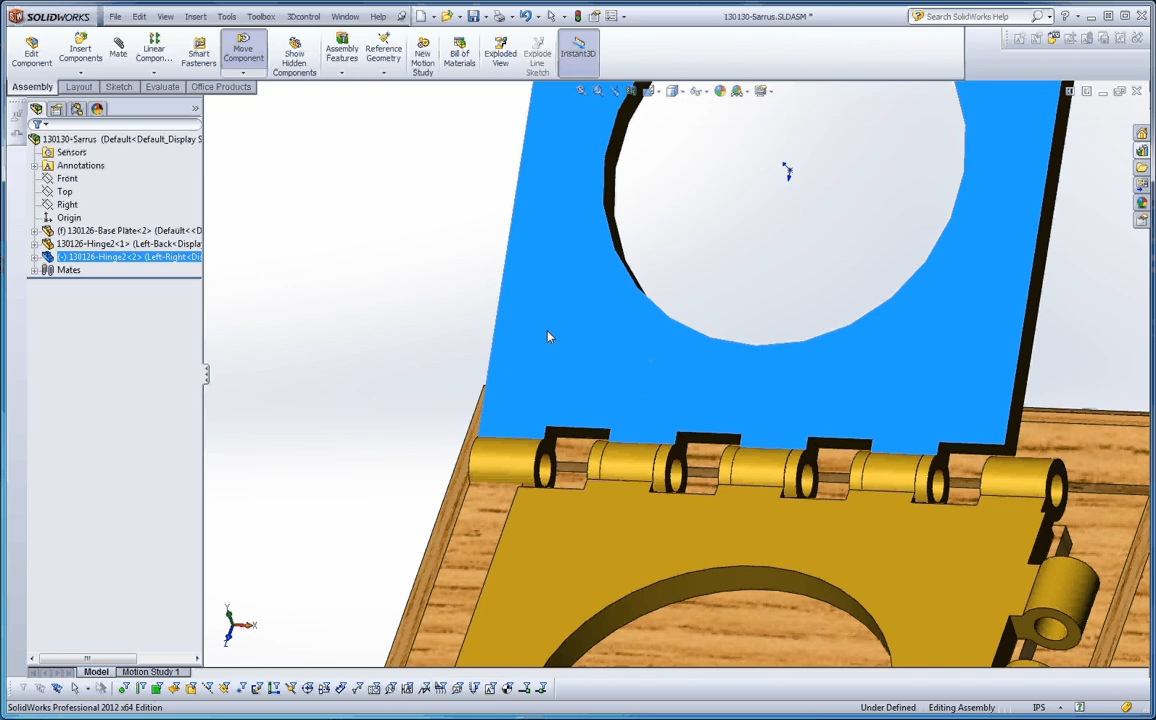 SOLIDWORKS File Edit View Insert Tools Toolbox 3Dcontrol Window Help 130130-Sarrus.SLDASM * Search SolidWorks Help
Edit Component
Insert Components
Mate
Linear Compon...
Smart Fasteners
Move Component
Show Hidden Components
Assembly Features
Reference Geometry
New Motion Study
Bill of Materials
Exploded View
Explode Line Sketch
Instant3D
Assembly Layout Sketch Evaluate Office Products
130130-Sarrus (Default<Default_Display S
Sensors
A Annotations
Front
Top
Right
Origin
(f) 130126-Base Plate<2> (Default<<D
130126-Hinge2<1> (Left-Back<Display
(-) 130126-Hinge2<2> (Left-Right<Dis
Mates
Y
X
Z
Model Motion Study 1
SolidWorks Professional 2012 x64 Edition Under Defined Editing Assembly IPS